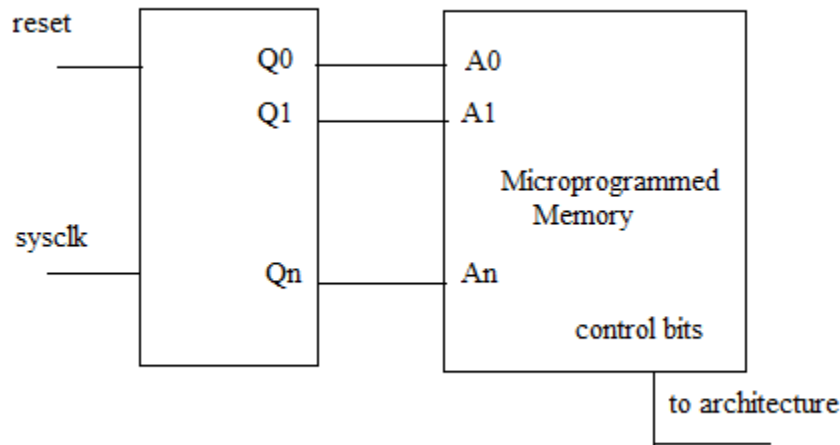 reset
Q0
A0
Q1
A1
Microprogrammed
Memory
sysclk
Qn
An
control bits
to architecture